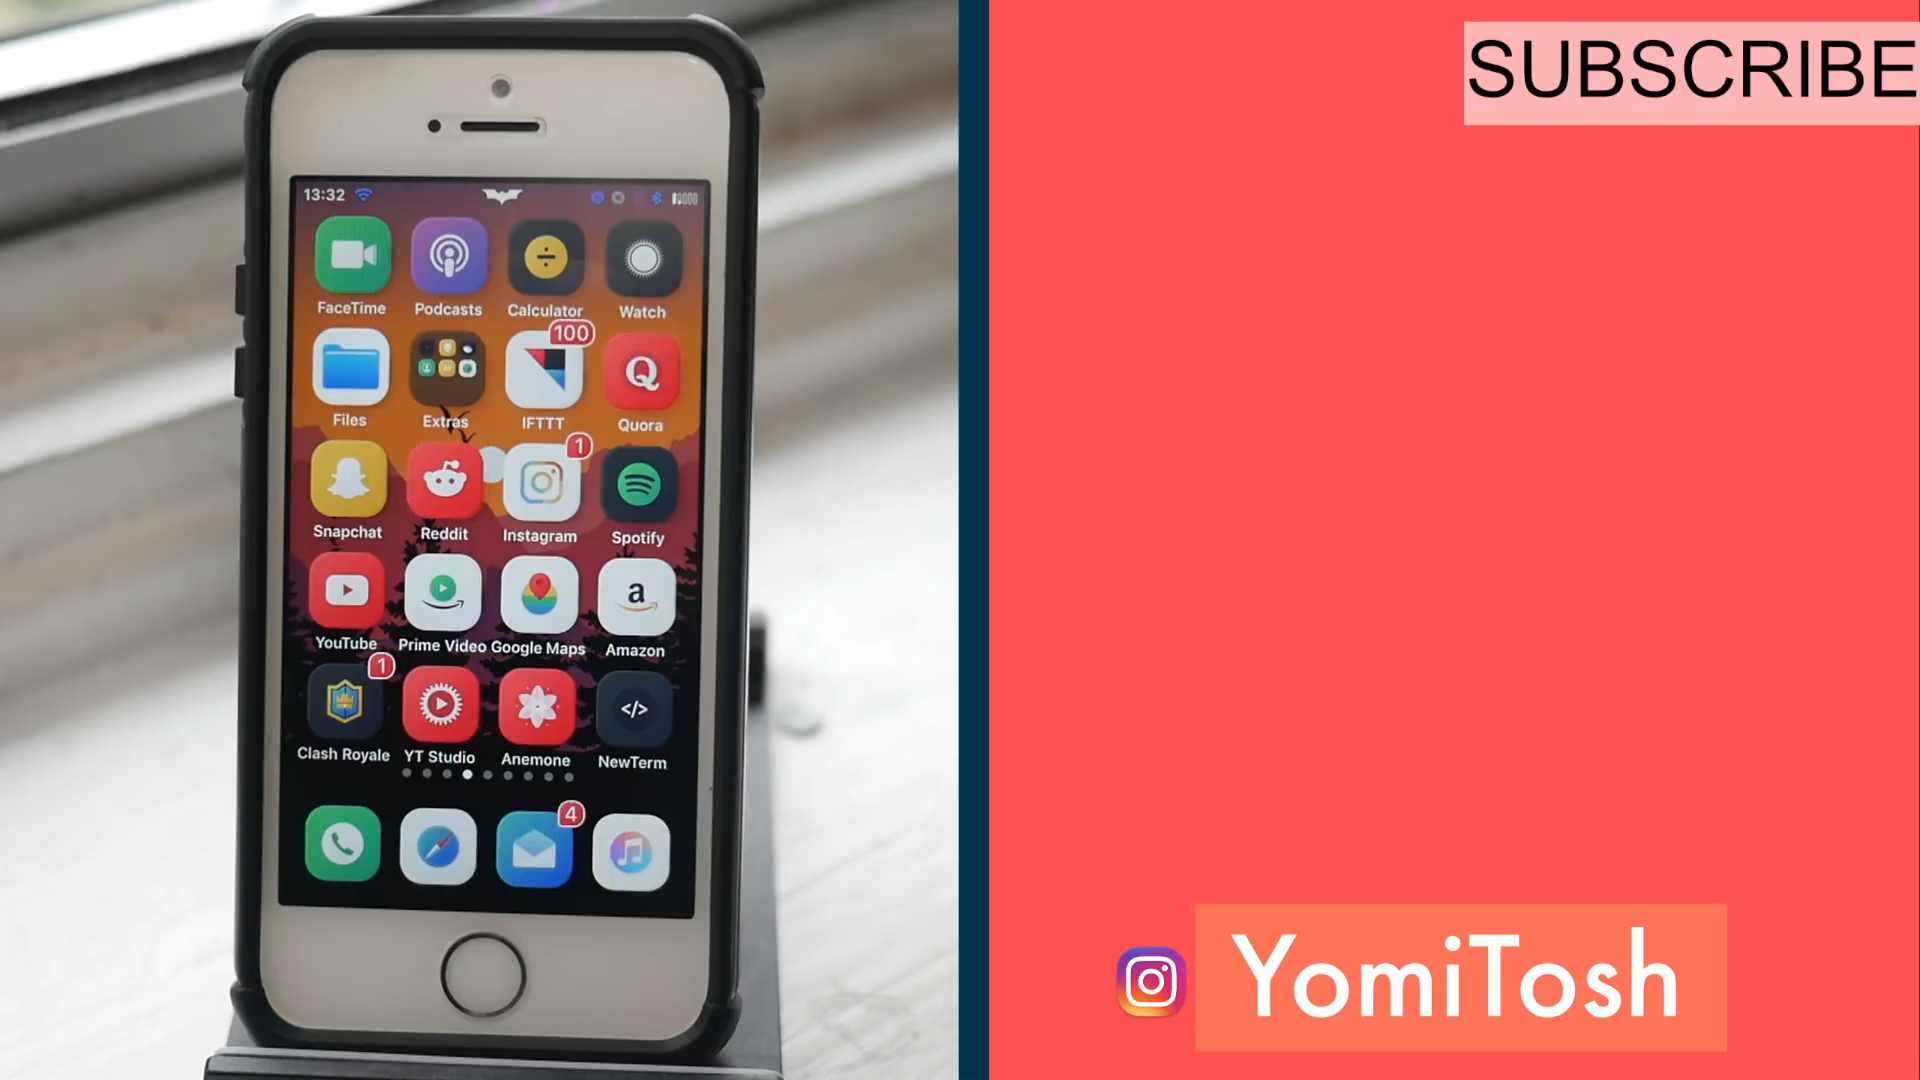 SUBSCRIBE
13:32
FaceTime Podcasts Calculator Watch
100
Q
Files Extras IFTTT Quora
1
Snapchat Reddit Instagram Spotify
a
YouTube Prime Video Google Maps Amazon
1
</>
Clash Royale YT Studio Anemone NewTerm
4
YomiTosh